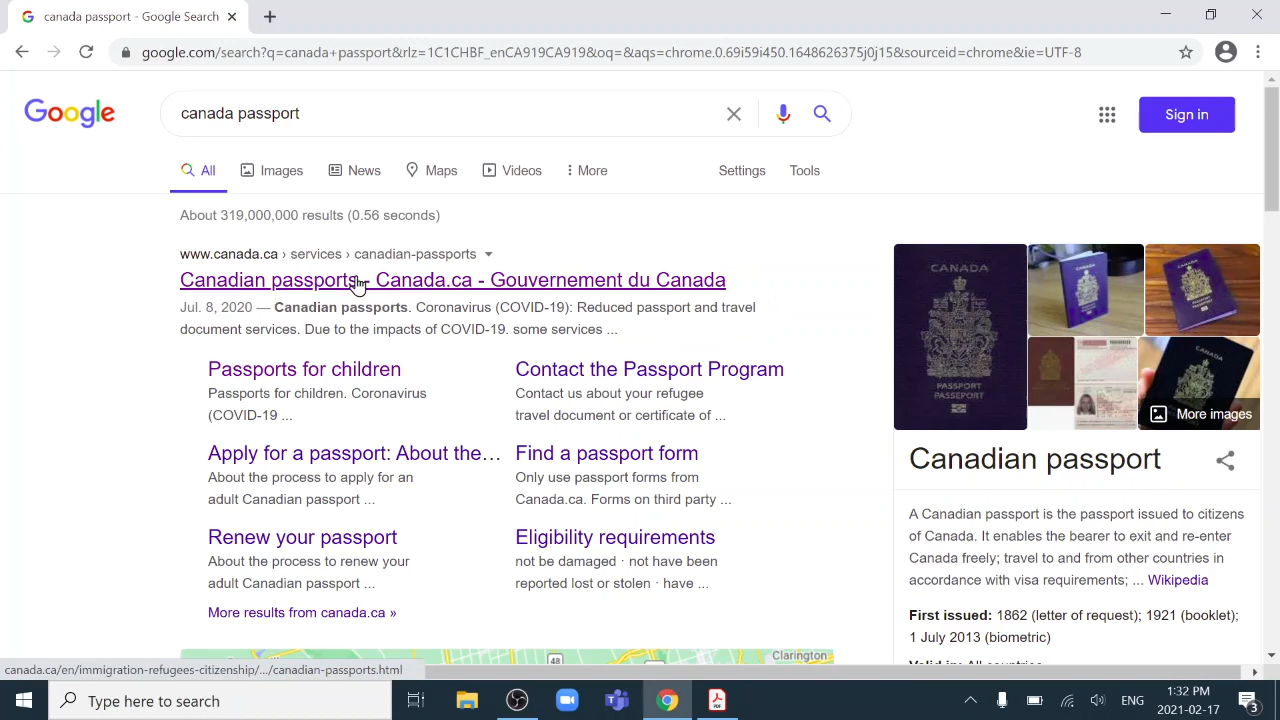 canada passport - Google Search
google.com/search?q=canada+passport&rlz=1C1CHBF_enCA919CA919&oq=&aqs=chrome.0.69i59i450.1648626375j0j15&sourceid=chrome&ie=UTF-8
Google
canada passport
Sign in
All
Images
News
Maps
Videos
More
Settings
Tools
About 319,000,000 results (0.56 seconds)
www.canada.ca › services › canadian-passports
Canadian passports - Canada.ca - Gouvernement du Canada
Jul. 8, 2020 — Canadian passports. Coronavirus (COVID-19): Reduced passport and travel
document services. Due to the impacts of COVID-19. some services ...
Passports for children
Passports for children. Coronavirus
(COVID-19 ...
Contact the Passport Program
Contact us about your refugee
travel document or certificate of ...
Apply for a passport: About the...
About the process to apply for an
adult Canadian passport ...
Find a passport form
Only use passport forms from
Canada.ca. Forms on third party ...
Renew your passport
About the process to renew your
adult Canadian passport ...
Eligibility requirements
not be damaged · not have been
reported lost or stolen · have ...
More results from canada.ca »
48
Clarington
CANADA
PASSPORT
PASSEPORT
CANADA
CANADA
CANADA
More images
Canadian passport
A Canadian passport is the passport issued to citizens
of Canada. It enables the bearer to exit and re-enter
Canada freely; travel to and from other countries in
accordance with visa requirements; ... Wikipedia
First issued: 1862 (letter of request); 1921 (booklet);
1 July 2013 (biometric)
Valid in: All countries
canada.ca/en/immigration-refugees-citizenship/.../canadian-passports.html
Type here to search
ENG
1:32 PM
2021-02-17
3